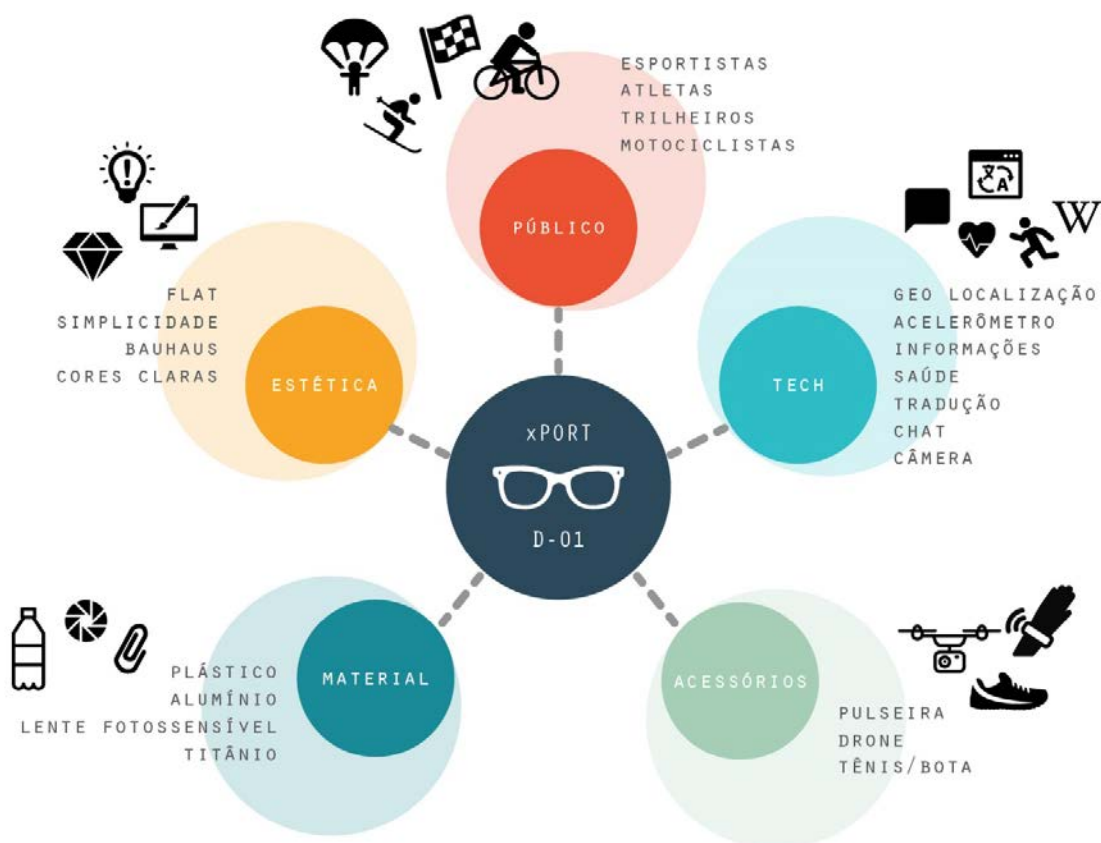 ESPORTISTAS
ATLETAS
TRILHEIROS
MOTOCICLISTAS
PÚBLICO
FLAT
SIMPLICIDADE
BAUHAUS
CORES CLARAS
ESTÉTICA
文
A
W
GEO LOCALIZAÇÃO
ACELERÔMETRO
INFORMAÇÕES
SAÚDE
TRADUÇÃO
CHAT
CÂMERA
TECH
xPORT
D-01
PLÁSTICO
ALUMÍNIO
LENTE FOTOSSENSÍVEL
TITÂNIO
MATERIAL
ACESSÓRIOS
PULSEIRA
DRONE
TÊNIS/BOTA